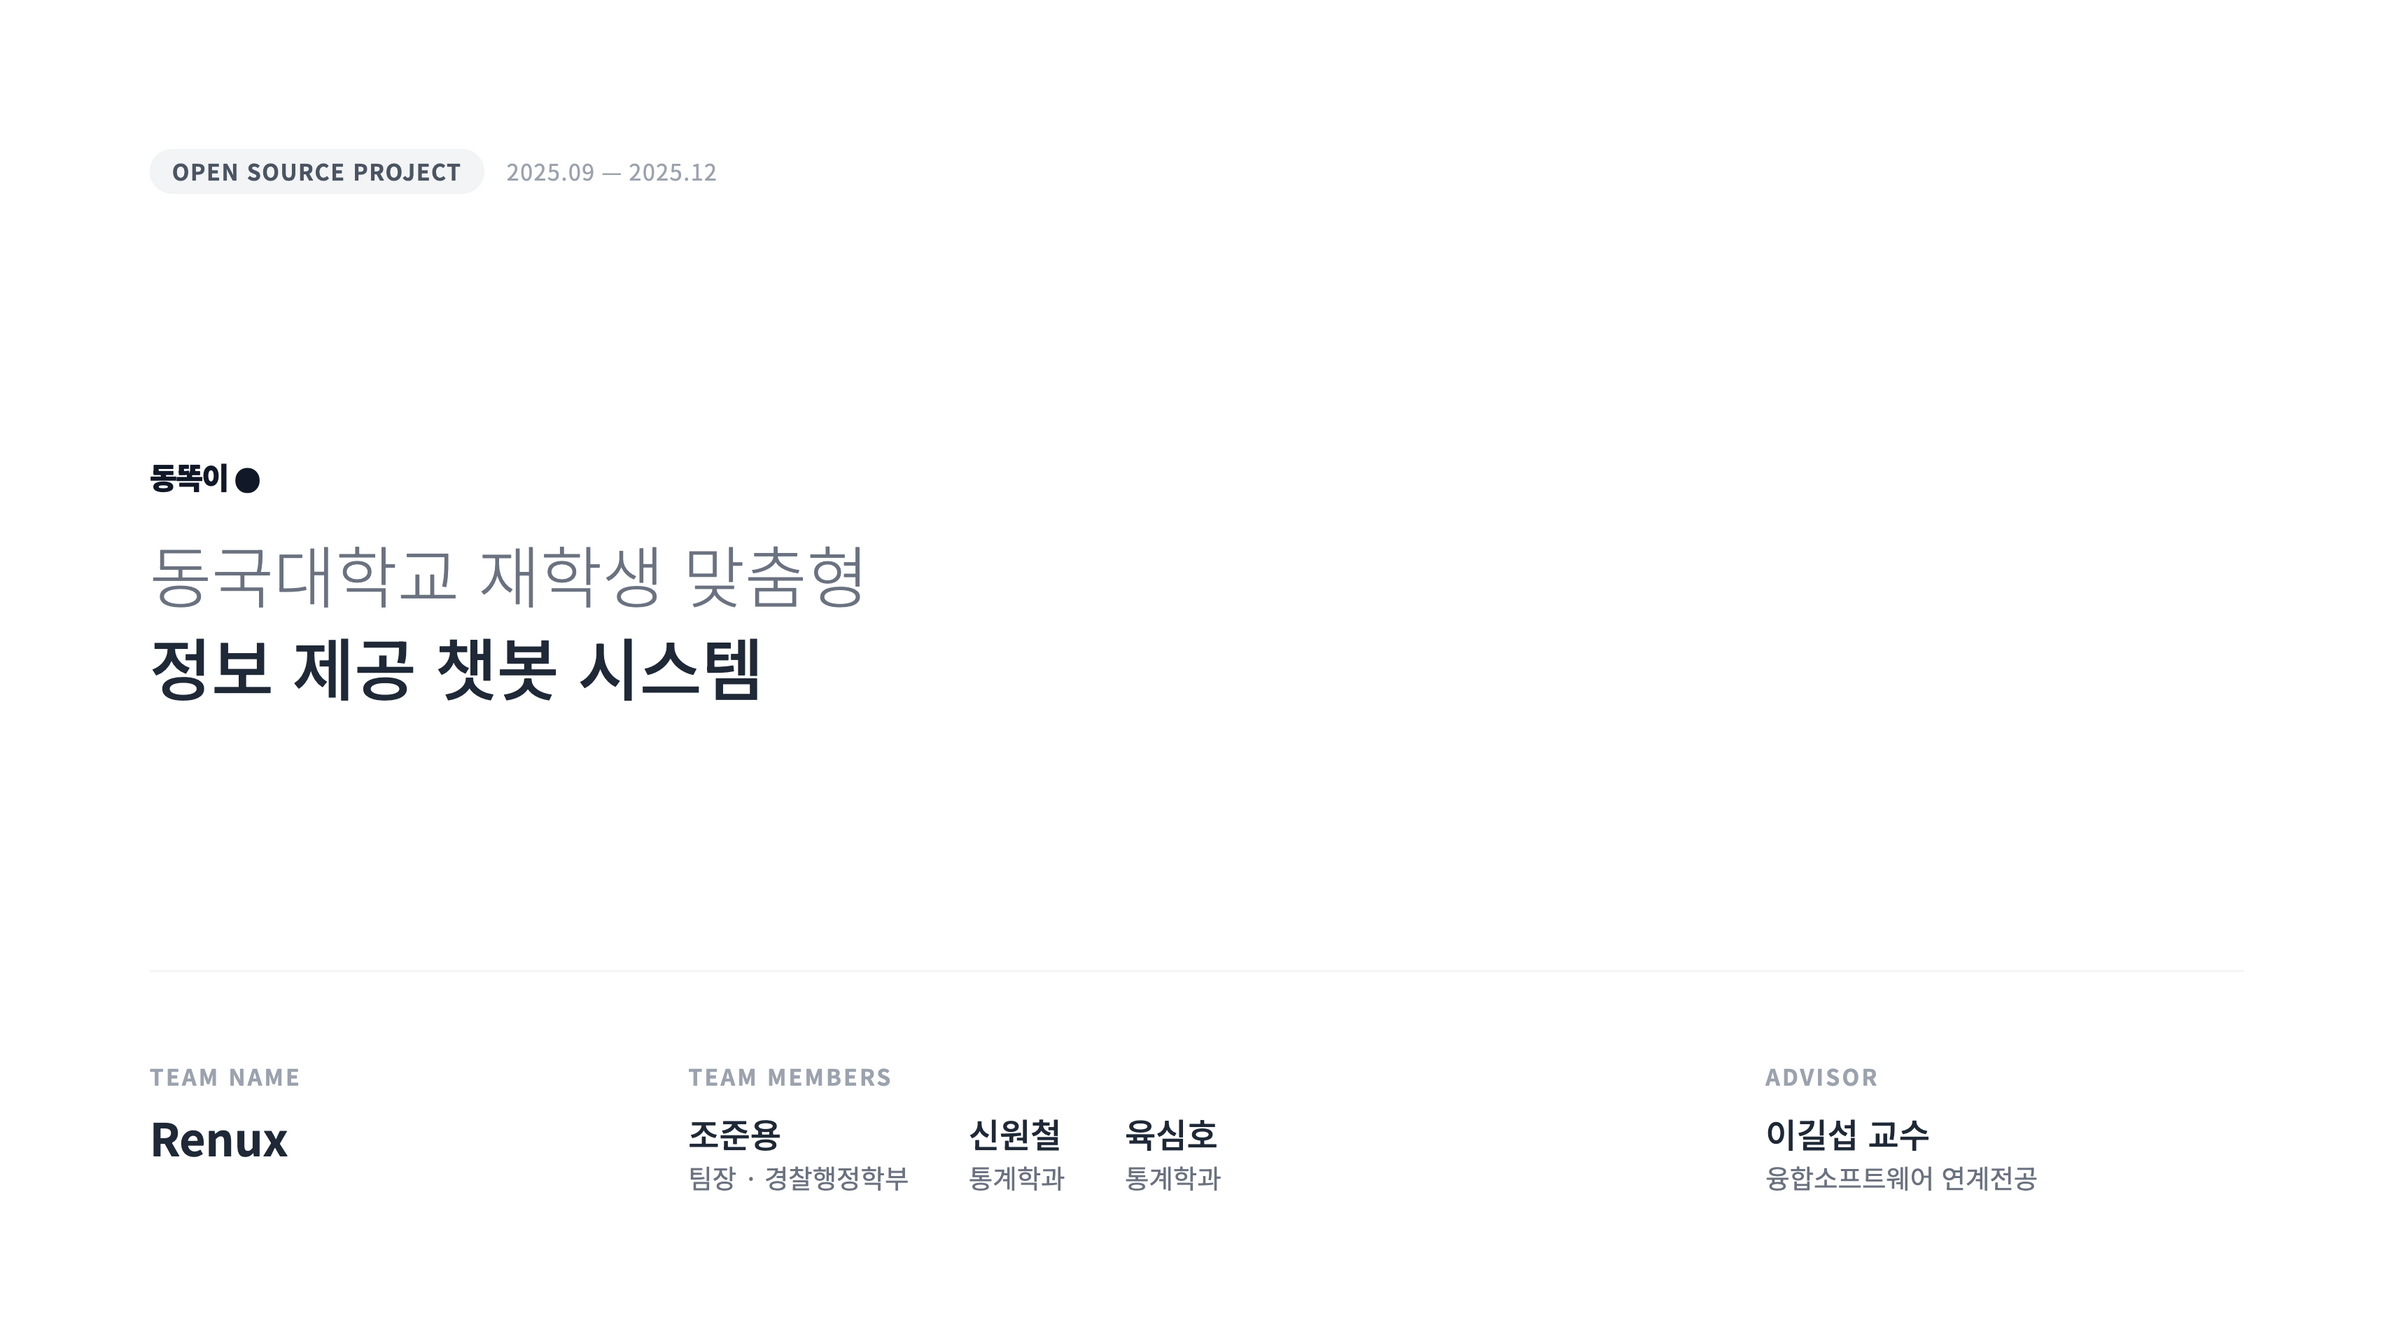 OPEN SOURCE PROJECT 2025.09 — 2025.12
동똑이
동국대학교 재학생 맞춤형
정보 제공 챗봇 시스템
TEAM NAME
Renux
TEAM MEMBERS
조준용 신원철 육심호
팀장 · 경찰행정학부 통계학과 통계학과
ADVISOR
이길섭 교수
융합소프트웨어 연계전공